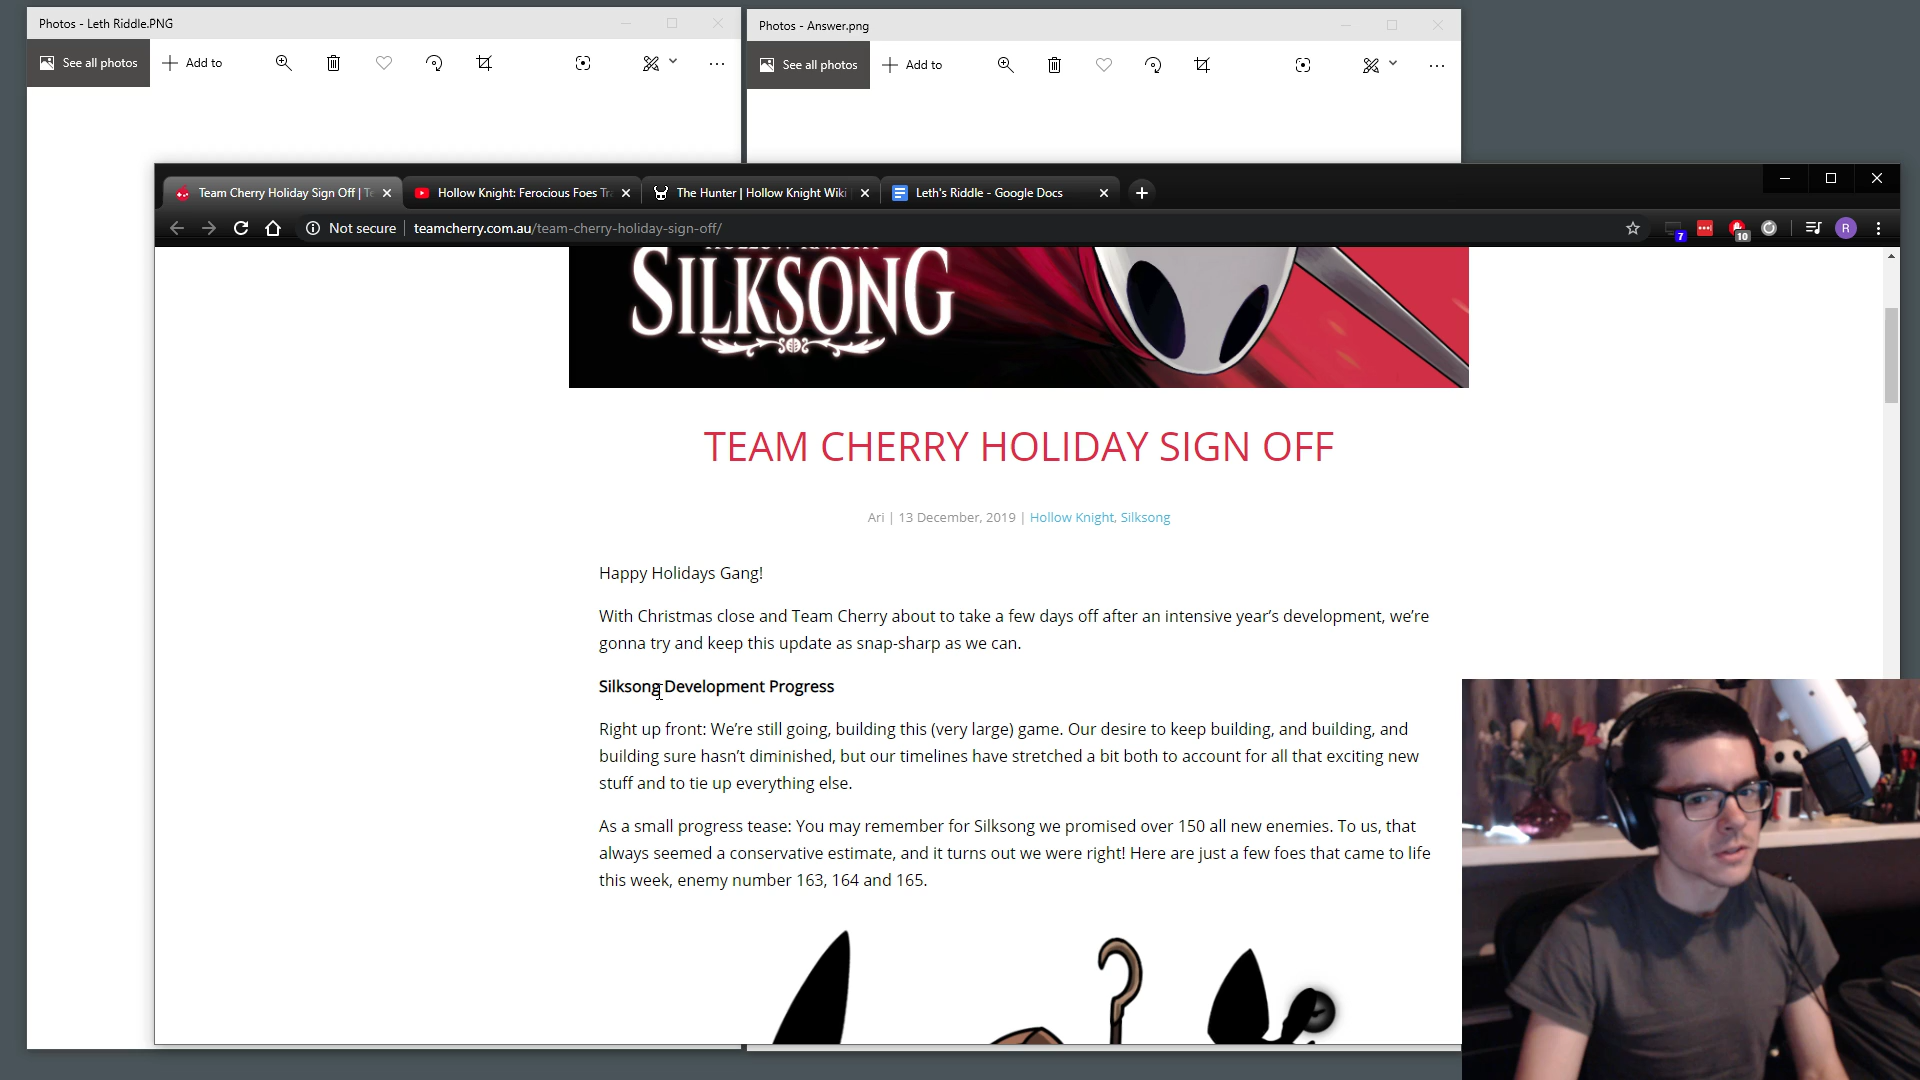 Photos - Leth Riddle.PNG
Photos - Answer.png
See all photos
Add to
See all photos
Add to
Team Cherry Holiday Sign Off | Te
Hollow Knight: Ferocious Foes Tra
The Hunter | Hollow Knight Wiki
Leth's Riddle - Google Docs
Not secure
teamcherry.com.au/team-cherry-holiday-sign-off/
7
10
R
SILKSONG
TEAM CHERRY HOLIDAY SIGN OFF
Ari | 13 December, 2019 | Hollow Knight, Silksong
Happy Holidays Gang!
With Christmas close and Team Cherry about to take a few days off after an intensive year’s development, we’re
gonna try and keep this update as snap-sharp as we can.
Silksong Development Progress
Right up front: We’re still going, building this (very large) game. Our desire to keep building, and building, and
building sure hasn’t diminished, but our timelines have stretched a bit both to account for all that exciting new
stuff and to tie up everything else.
As a small progress tease: You may remember for Silksong we promised over 150 all new enemies. To us, that
always seemed a conservative estimate, and it turns out we were right! Here are just a few foes that came to life
this week, enemy number 163, 164 and 165.